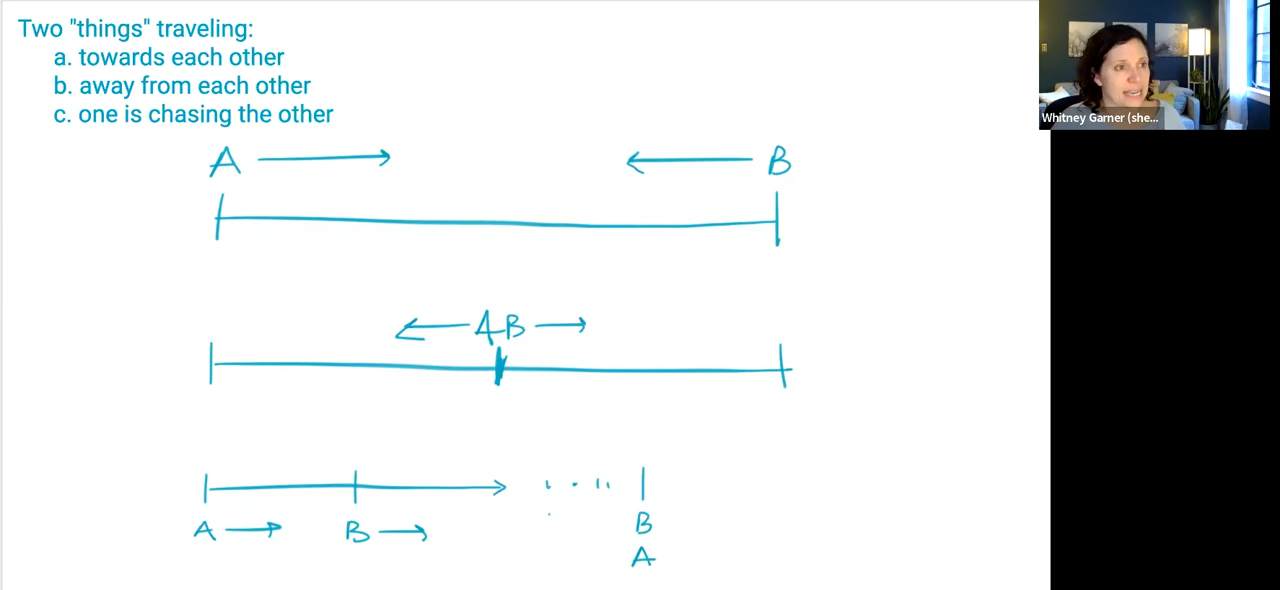 Two "things" traveling:
a. towards each other
b. away from each other
c. one is chasing the other
Whitney Garner (she...
A B
A B
A B B
A